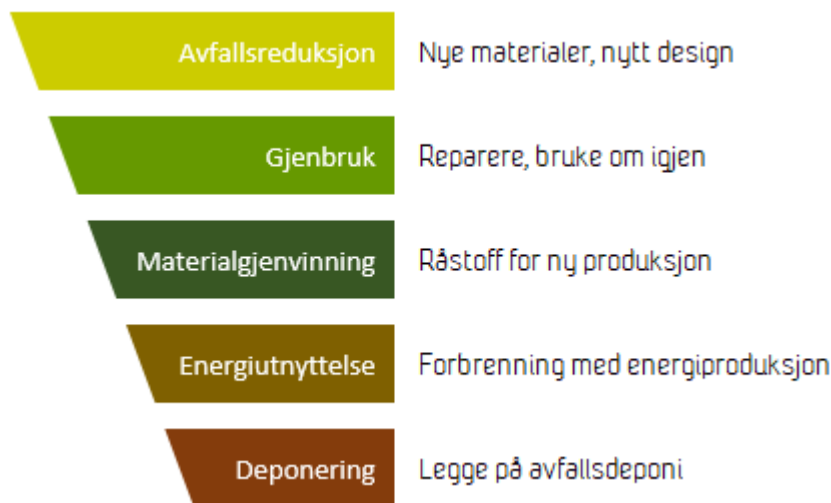 Avfallsreduksjon Nye materialer, nytt design
Gjenbruk Reparere, bruke om igjen
Materialgjenvinning Råstoff for ny produksjon
Energiutnyttelse Forbrenning med energiproduksjon
Deponering Legge på avfallsdeponi